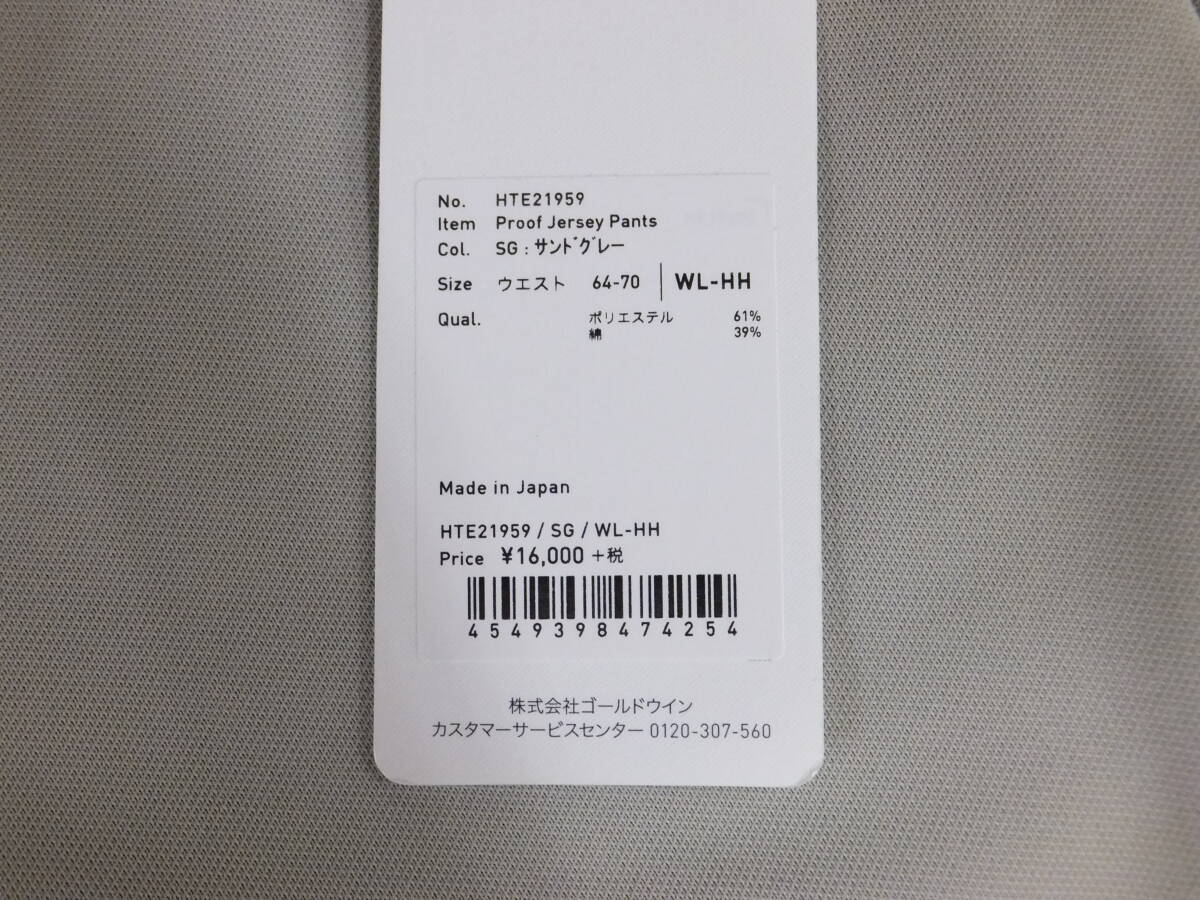 No. HTE21959
Item Proof Jersey Pants
Col. SG : サンドグレー
Size ウエスト 64-70 WL-HH
Qual. ポリエステル 61%
綿 39%
Made in Japan
HTE21959 / SG / WL-HH
Price ¥16,000 +税
4549398474254
株式会社ゴールドウイン
カスタマーサービスセンター 0120-307-560